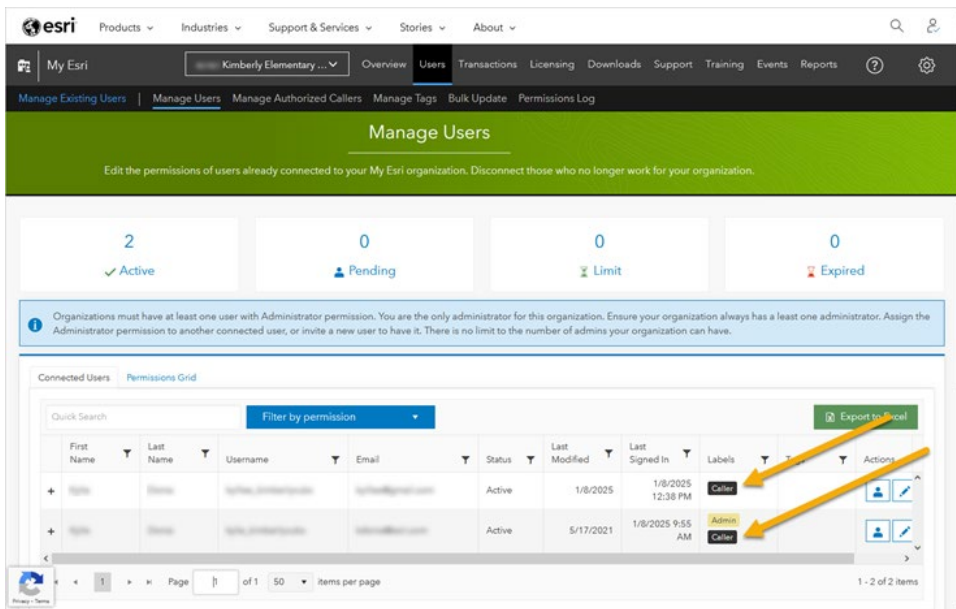 esri Products Industries Support & Services Stories About
My Esri Kimberly Elementary ... Overview Users Transactions Licensing Downloads Support Training Events Reports
Manage Existing Users | Manage Users Manage Authorized Callers Manage Tags Bulk Update Permissions Log
Manage Users
Edit the permissions of users already connected to your My Esri organization. Disconnect those who no longer work for your organization.
2 0 0 0
Active Pending Limit Expired
Organizations must have at least one user with Administrator permission. You are the only administrator for this organization. Ensure your organization always has a least one administrator. Assign the
Administrator permission to another connected user, or invite a new user to have it. There is no limit to the number of admins your organization can have.
Connected Users Permissions Grid
Quick Search Filter by permission Export to Excel
First Name Last Name Username Email Status Last Modified Last Signed In Labels Tags Actions
+ Active 1/8/2025 1/8/2025 12:38 PM Caller
+ Active 5/17/2021 1/8/2025 9:55 AM Admin Caller
1 Page 1 of 1 50 items per page 1 - 2 of 2 items
Privacy - Terms